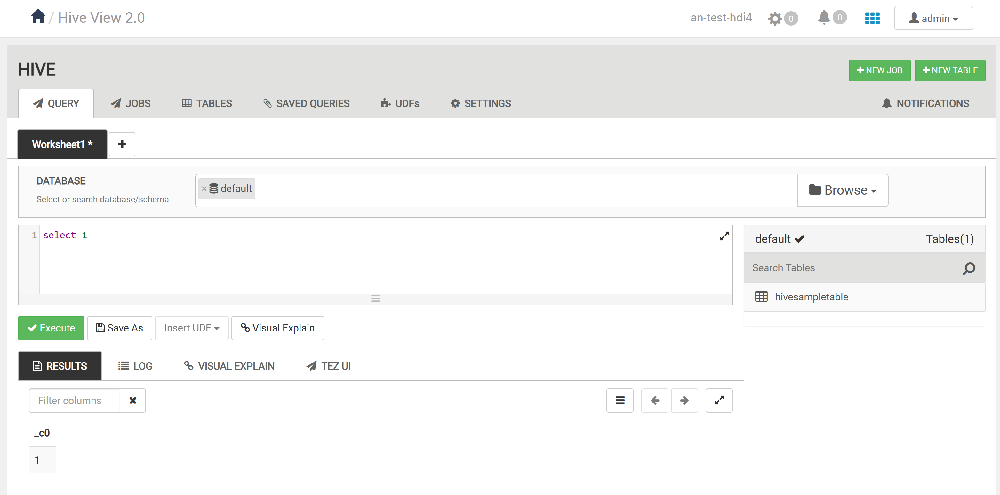 / Hive View 2.0
an-test-hdi4 0 0 admin
HIVE
NEW JOB NEW TABLE
QUERY JOBS TABLES SAVED QUERIES UDFs SETTINGS NOTIFICATIONS
Worksheet1 *
DATABASE
Select or search database/schema
× default
Browse
1 select 1
default Tables(1)
Search Tables
hivesampletable
Execute Save As Insert UDF Visual Explain
RESULTS LOG VISUAL EXPLAIN TEZ UI
Filter columns
_c0
1